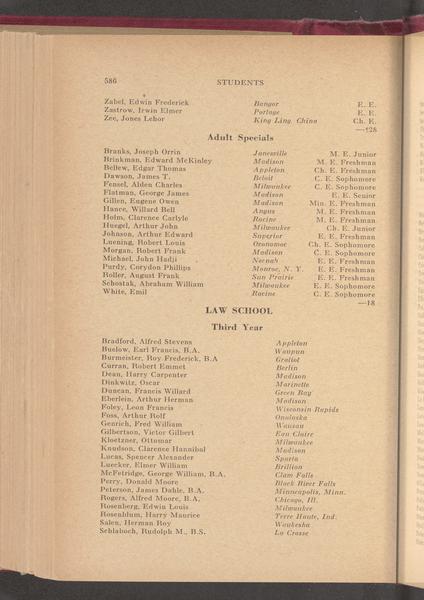 586 STUDENTS
Zabel, Edwin Frederick Bangor E. E.
Zastrow, Irwin Elmer Portage E. E.
Zee, Jones Lehor King Ling, China Ch. E.
—128
Adult Specials
Branks, Joseph Orrin Janesville M. E. Junior
Brinkman, Edward McKinley Madison M. E. Freshman
Bellew, Edgar Thomas Appleton Ch. E. Freshman
Dawson, James T. Beloit C. E. Sophomore
Fensel, Alden Charles Milwaukee C. E. Sophomore
Flatman, George James Madison E. E. Senior
Gillen, Eugene Owen Madison Min. E. Freshman
Hance, Willard Bell Angus M. E. Freshman
Holm, Clarence Carlyle Racine M. E. Freshman
Huegel, Arthur John Milwaukee Ch. E. Junior
Johnson, Arthur Edward Superior E. E. Freshman
Luening, Robert Louis Oconomoc Ch. E. Sophomore
Morgan, Robert Frank Madison C. E. Sophomore
Michael, John Hadji Neenah E. E. Freshman
Purdy, Corydon Phillips Monroe, N. Y. E. E. Freshman
Roller, August Frank Sun Prairie E. E. Freshman
Schostak, Abraham William Milwaukee E. E. Sophomore
White, Emil Racine C. E. Sophomore
—18
LAW SCHOOL
Third Year
Bradford, Alfred Stevens Appleton
Buelow, Earl Francis, B.A. Waupun
Burmeister, Roy Frederick, B.A Gratiot
Curran, Robert Emmet Berlin
Dean, Harry Carpenter Madison
Dinkwitz, Oscar Marinette
Duncan, Francis Willard Green Bay
Eberlein, Arthur Herman Madison
Foley, Leon Francis Wisconsin Rapids
Foss, Arthur Rolf Onalaska
Genrich, Fred William Wausau
Gilbertson, Victor Gilbert Eau Claire
Kloetzner, Ottomar Milwaukee
Knudson, Clarence Hannibal Madison
Lucas, Spencer Alexander Sparta
Luecker, Elmer William Brillion
McFetridge, George William, B.A. Clam Falls
Perry, Donald Moore Black River Falls
Peterson, James Dahle, B.A. Minneapolis, Minn.
Rogers, Alfred Moore, B.A. Chicago, Ill.
Rosenberg, Edwin Louis Milwaukee
Rosenblum, Harry Maurice Terre Haute, Ind.
Salen, Herman Roy Waukesha
Schlabach, Rudolph M., B.S. La Crosse